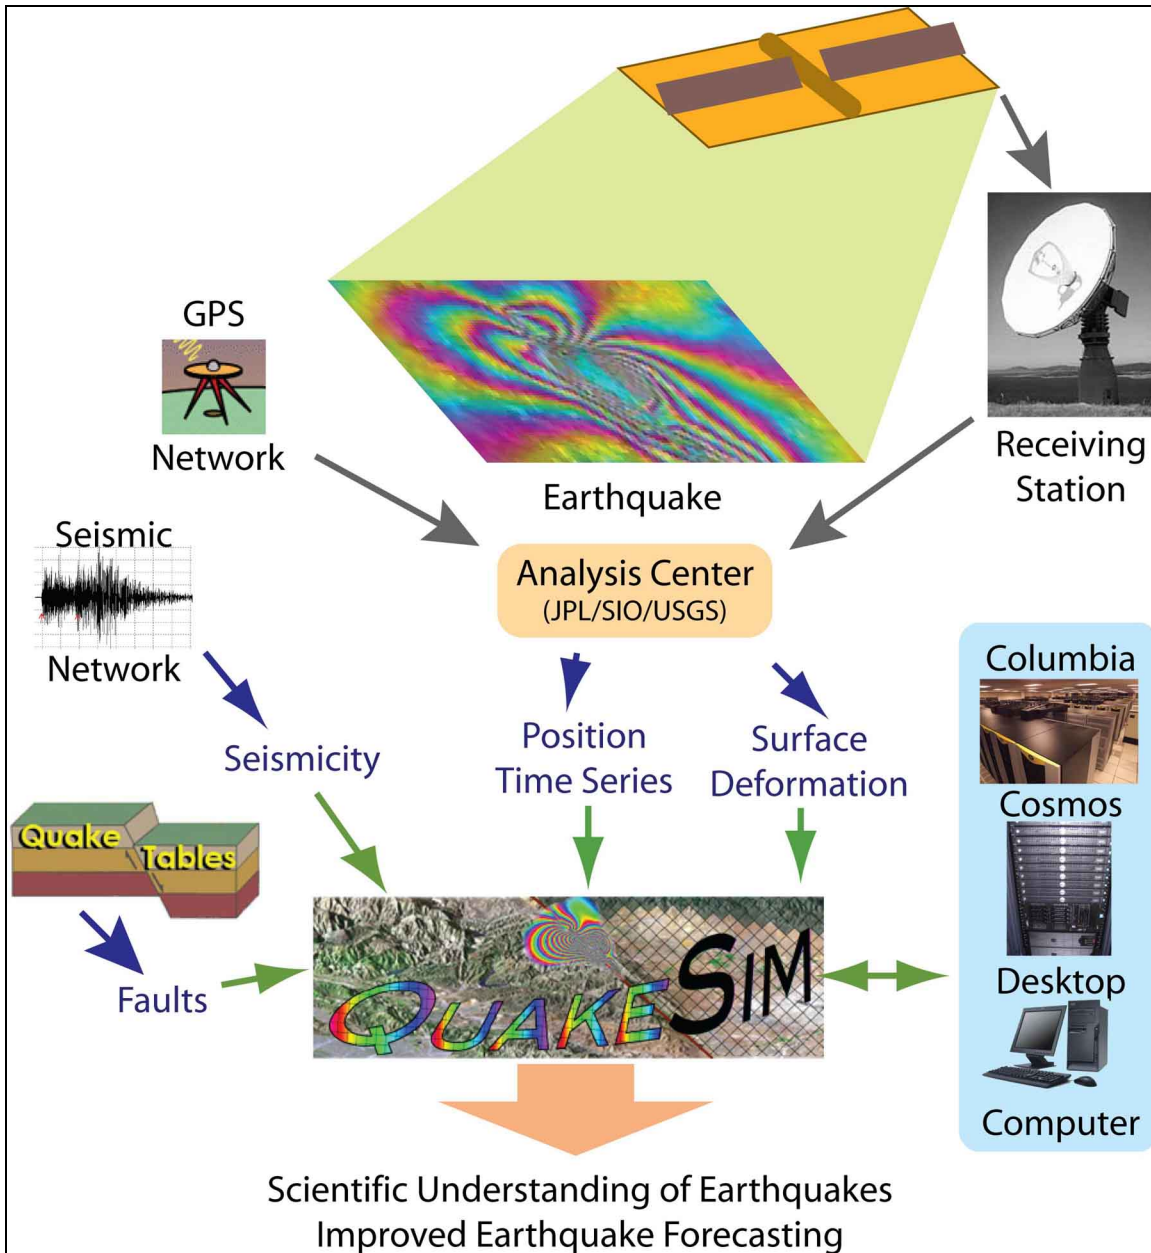 GPS
Network
Earthquake
Receiving
Station
Seismic
Network
Analysis Center
(JPL/SIO/USGS)
Seismicity
Position
Time Series
Surface
Deformation
Columbia
Cosmos
Desktop
Computer
Quake
Tables
Faults
QUAKESIM
Scientific Understanding of Earthquakes
Improved Earthquake Forecasting